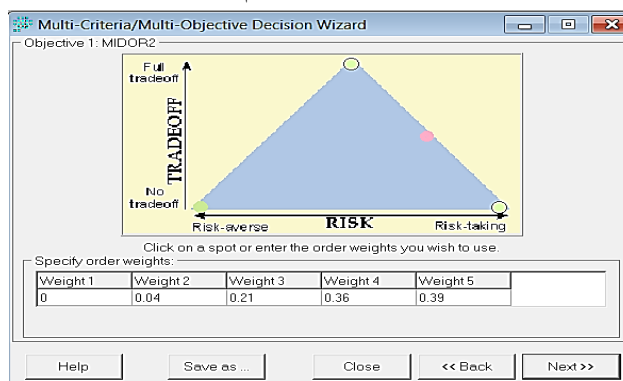 Multi-Criteria/Multi-Objective Decision Wizard
Objective 1: MIDOR2
Full
tradeoff
TRADEOFF
No
tradeoff
Risk-averse RISK Risk-taking
Click on a spot or enter the order weights you wish to use.
Specify order weights:
Weight 1 Weight 2 Weight 3 Weight 4 Weight 5
0 0.04 0.21 0.36 0.39
Help Save as ... Close << Back Next >>